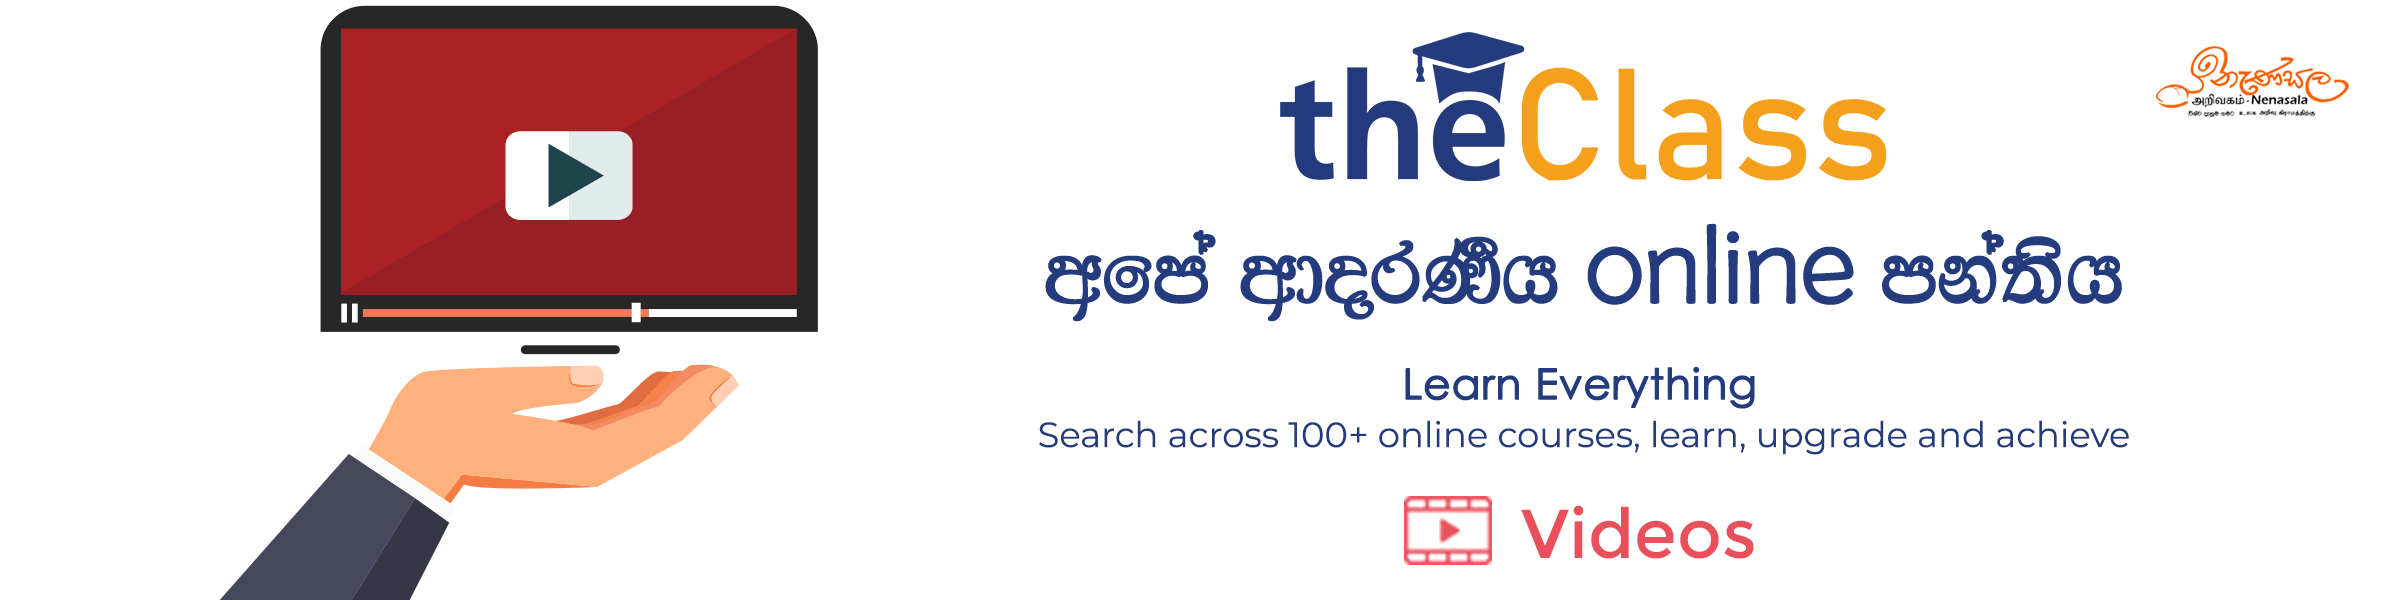 theClass
අපේ ආදරණීය online පන්තිය
Learn Everything
Search across 100+ online courses, learn, upgrade and achieve
Videos
නැණසල
அறிவகம் - Nenasala